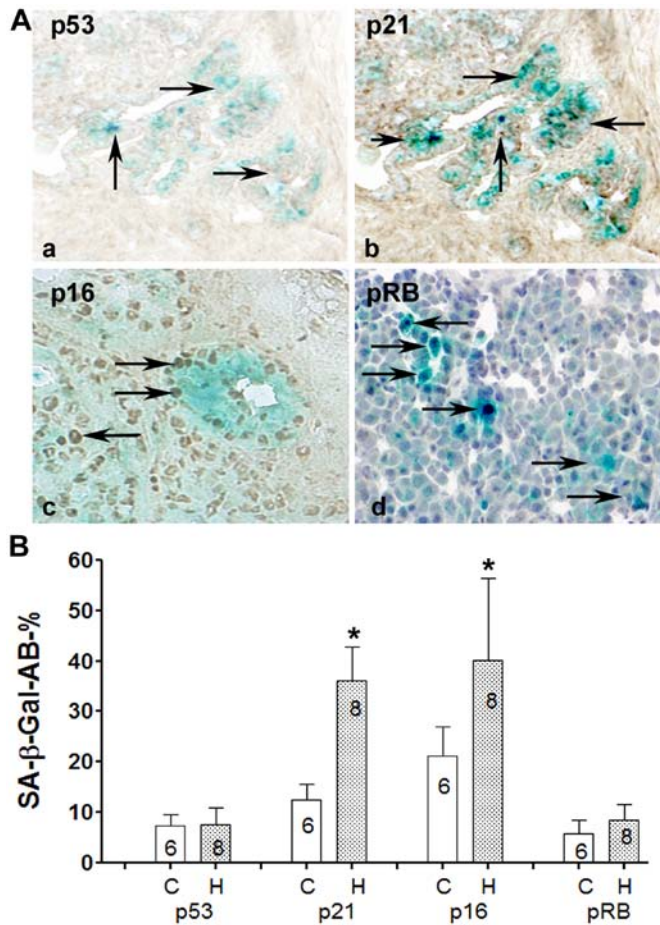 A
p53
p21
a
b
p16
pRB
c
d
B
SA-β-Gal-AB-%
60
50
40
30
20
10
0
*
*
6
8
6
8
6
8
6
8
C H C H C H C H
p53 p21 p16 pRB